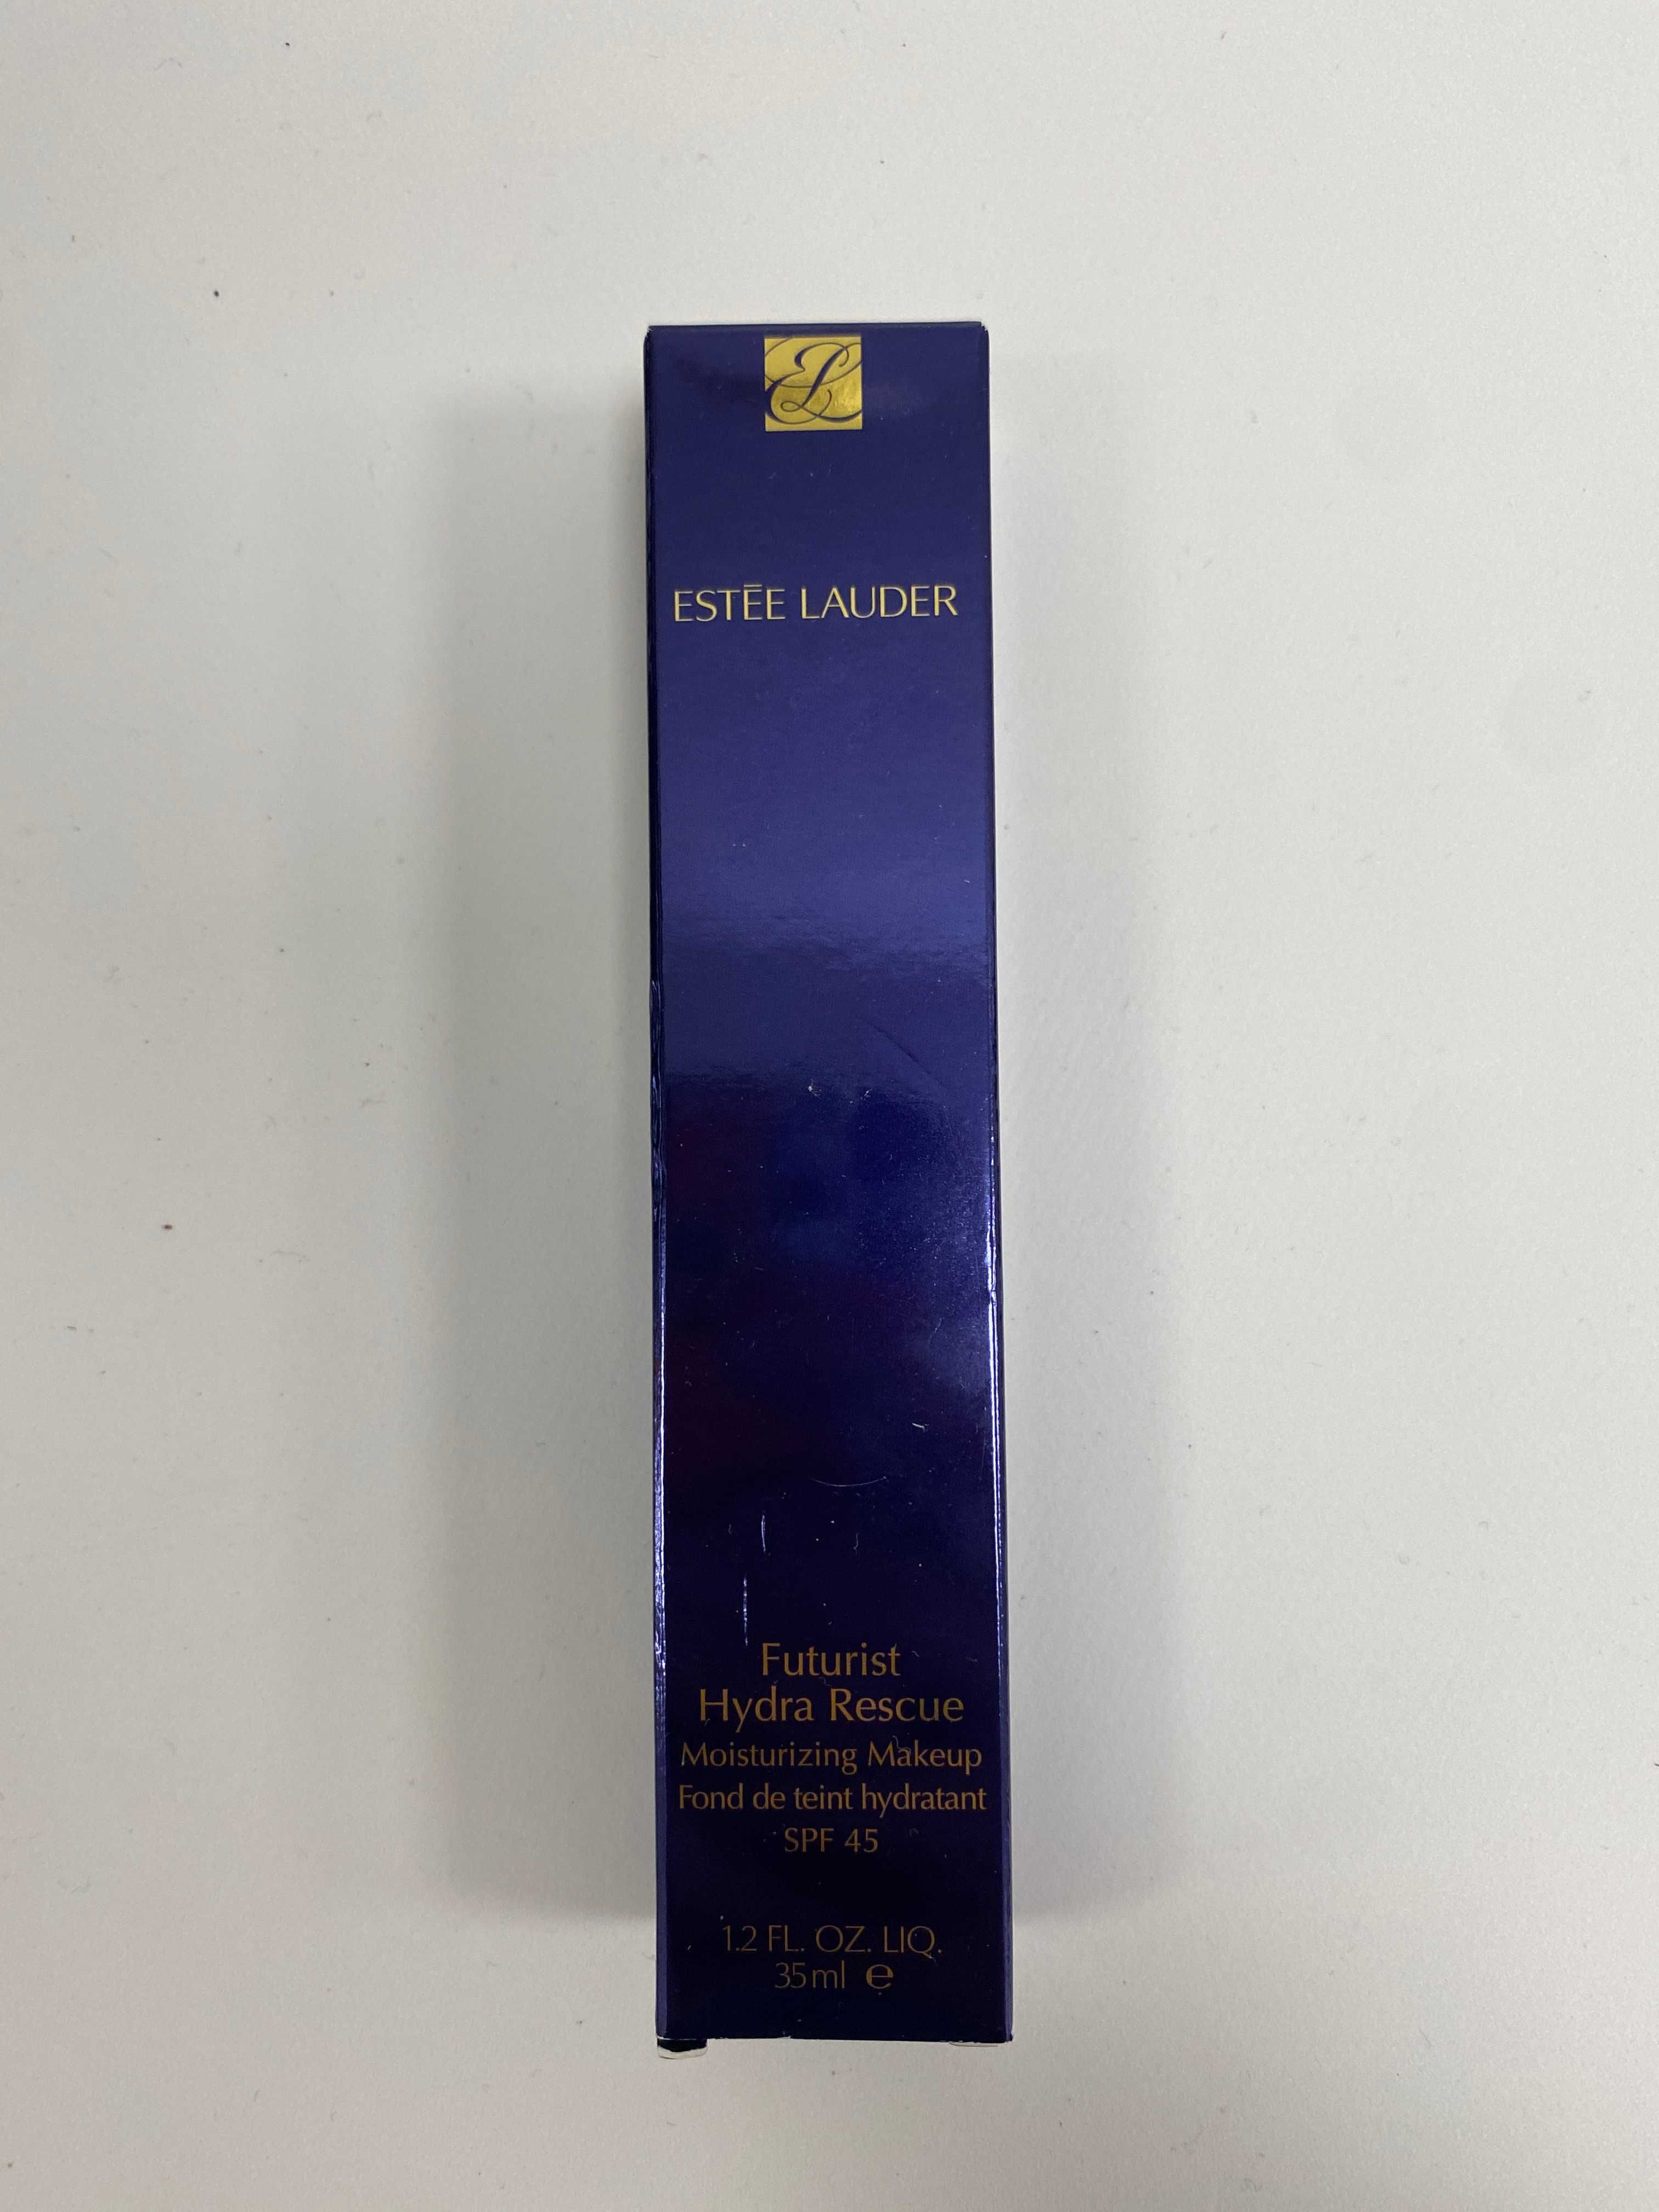 EL
ESTĒE LAUDER
Futurist
Hydra Rescue
Moisturizing Makeup
Fond de teint hydratant
SPF 45
1.2 FL. OZ. LIQ.
35ml ℮